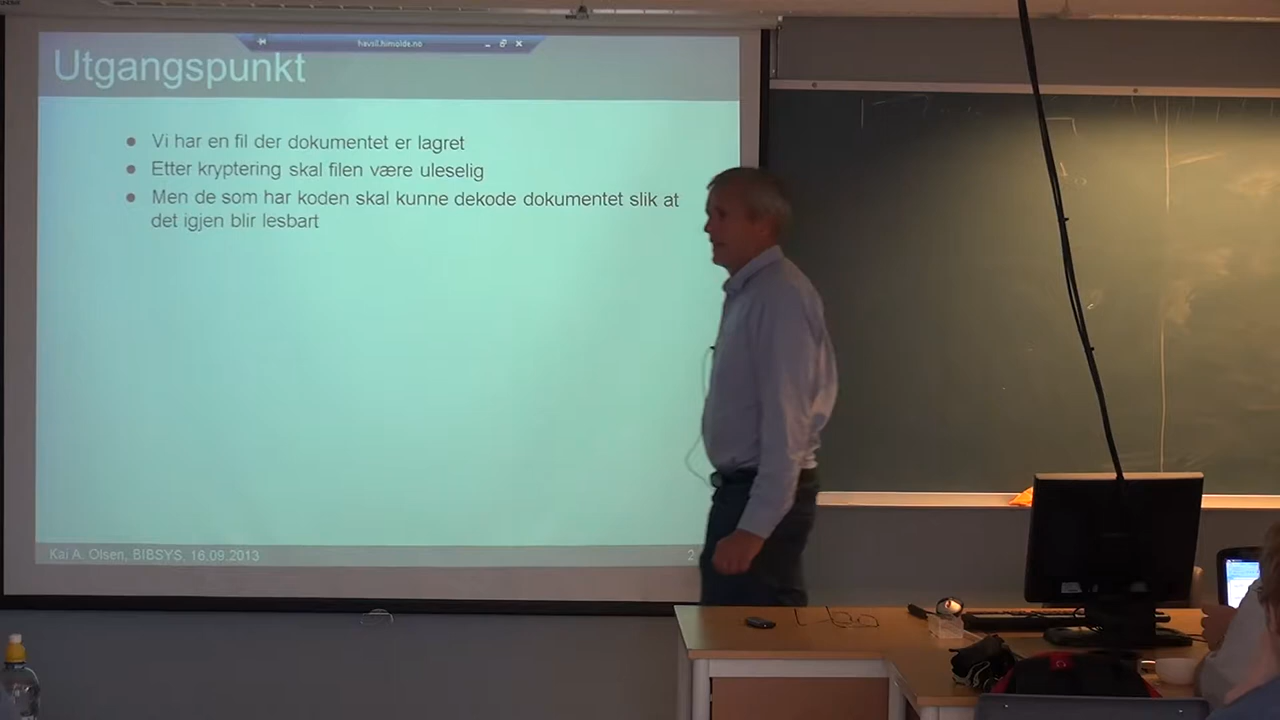 havsil.himolde.no
Utgangspunkt
Vi har en fil der dokumentet er lagret
Etter kryptering skal filen være uleselig
Men de som har koden skal kunne dekode dokumentet slik at
det igjen blir lesbart
Kai A. Olsen, BIBSYS, 16.09.2013
2